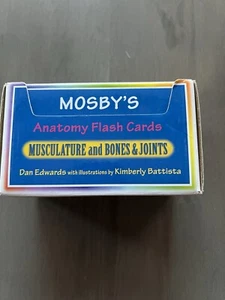 MOSBY'S
Anatomy Flash Cards
MUSCULATURE and BONES & JOINTS
Dan Edwards with illustrations by Kimberly Battista